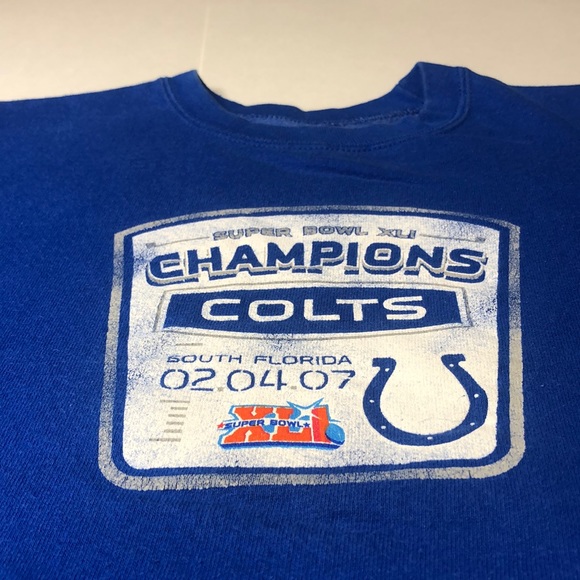 SUPER BOWL XLI
CHAMPIONS
COLTS
SOUTH FLORIDA
02.04.07
XLI
SUPER BOWL